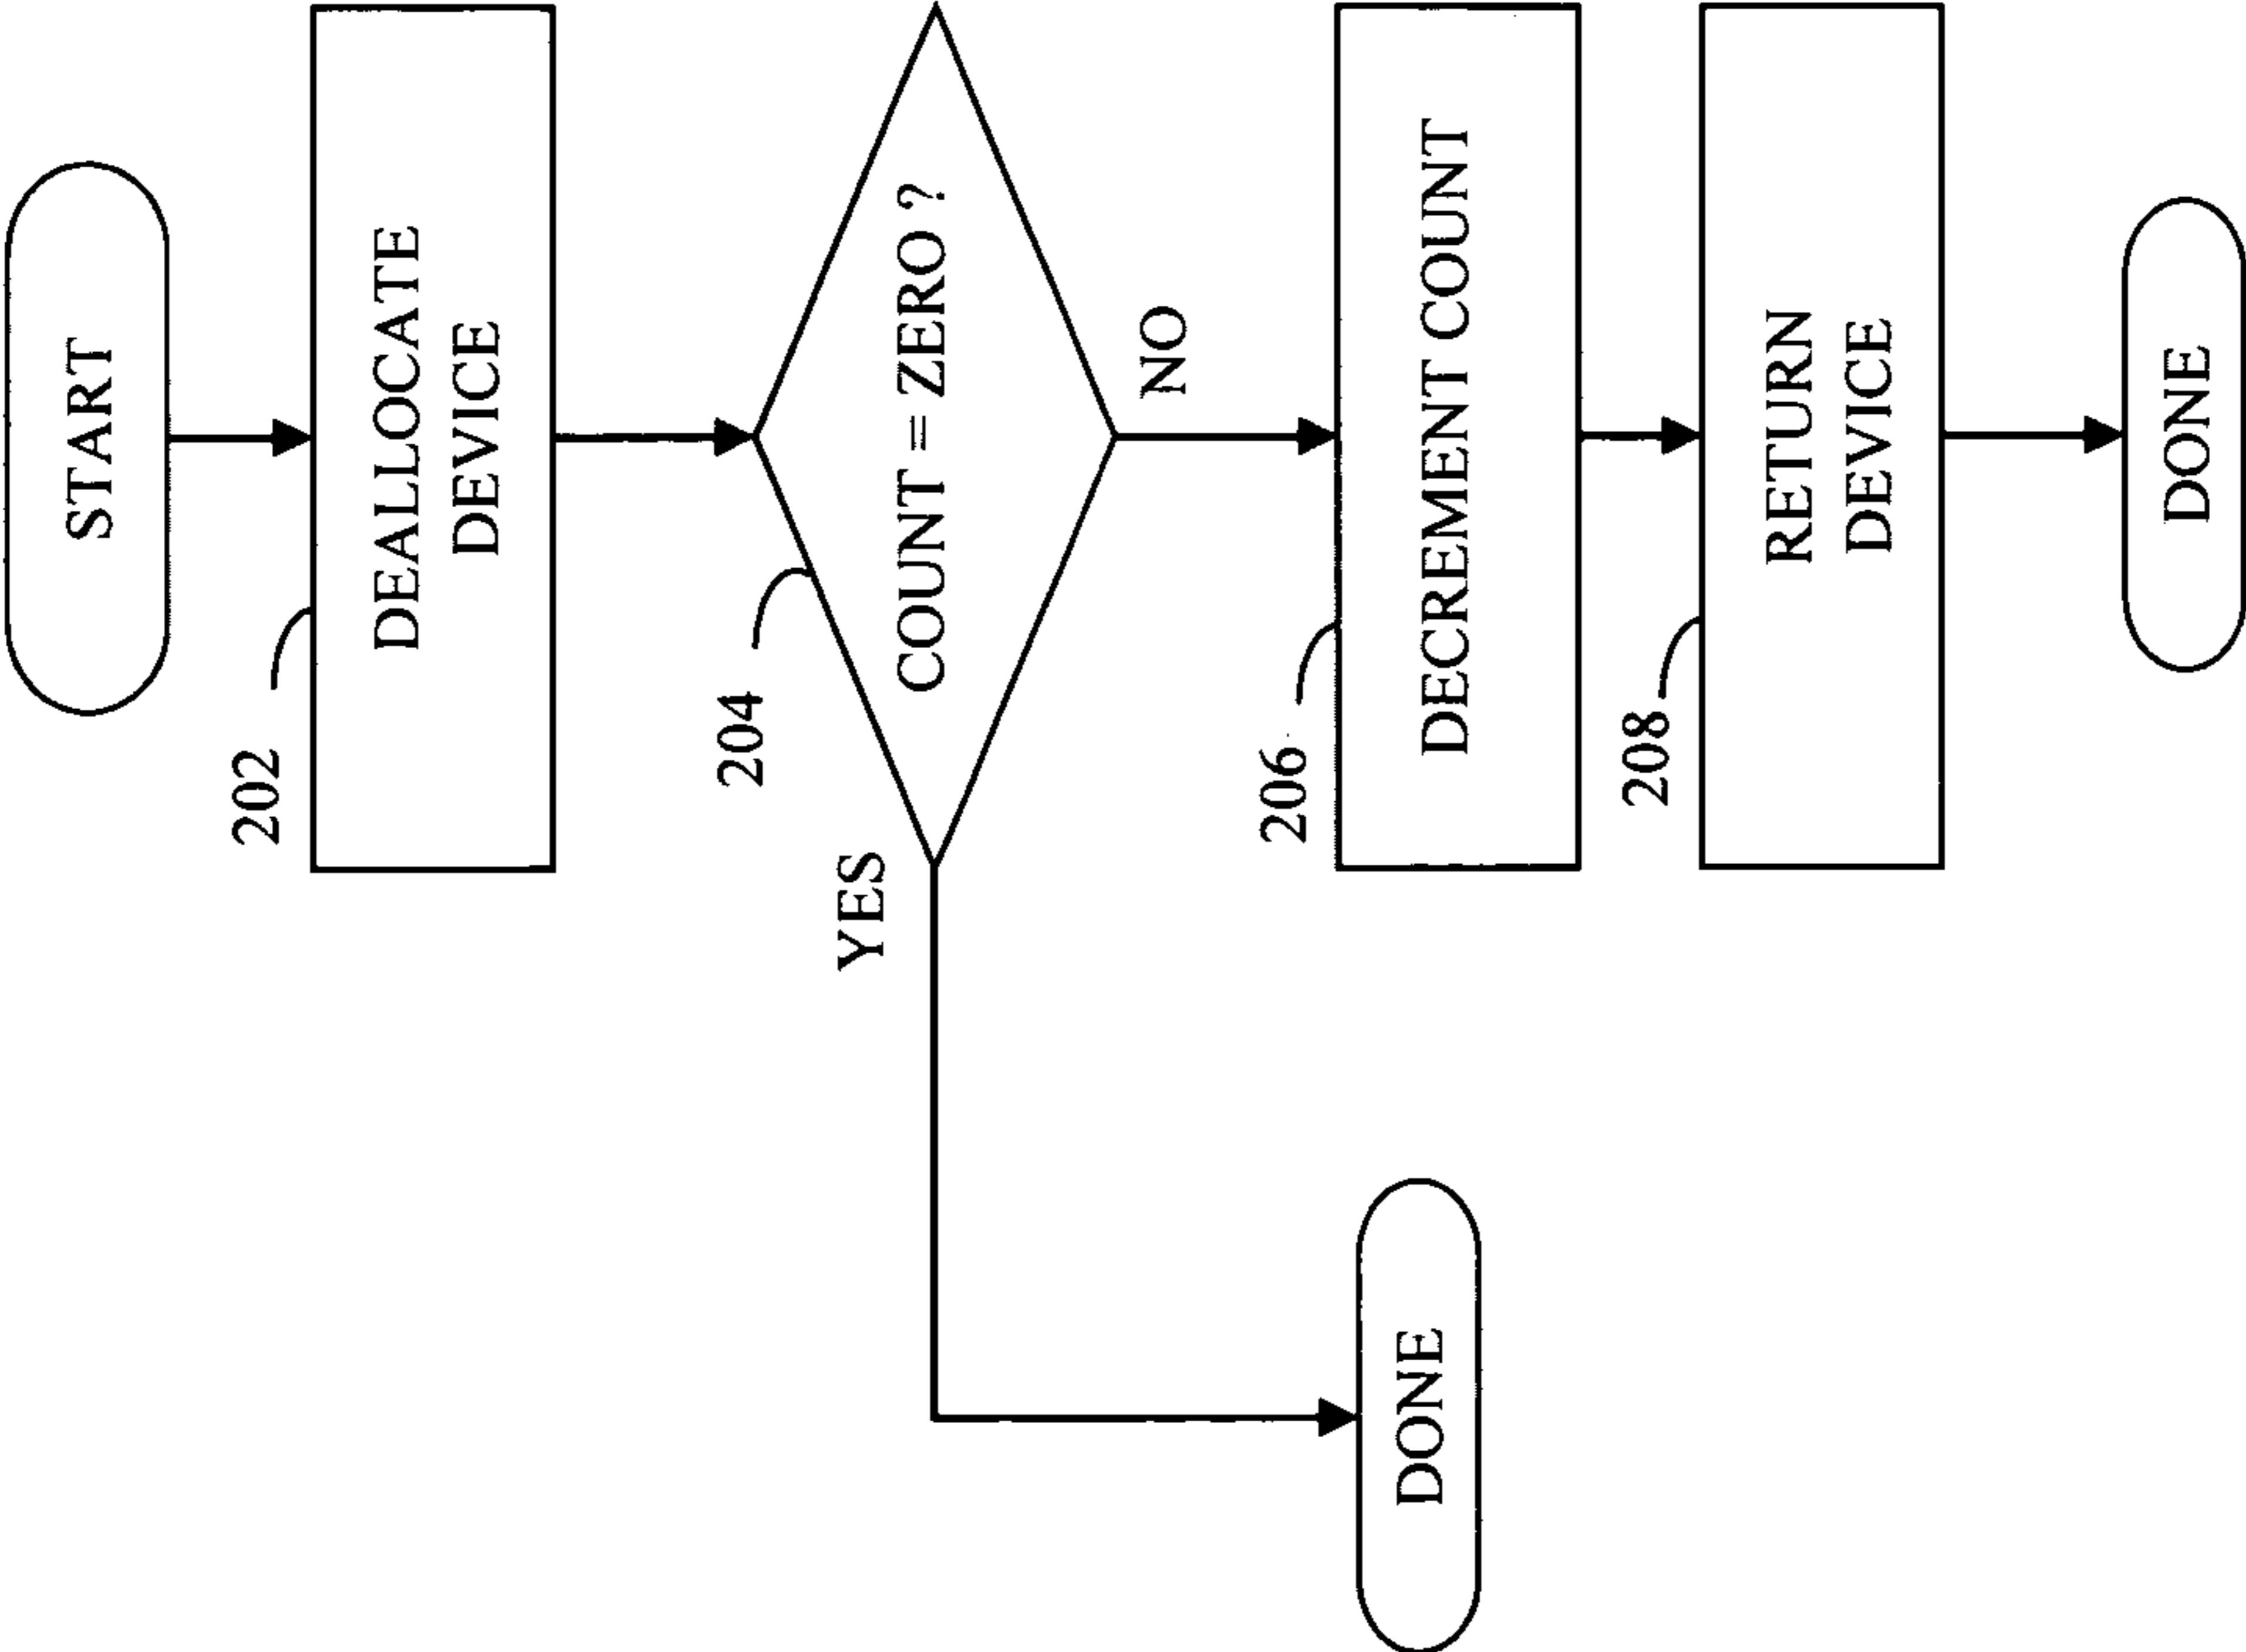 START
202
DEALLOCATE
DEVICE
204
COUNT = ZERO ?
YES
NO
206
DECREMENT COUNT
DONE
208
RETURN
DEVICE
DONE